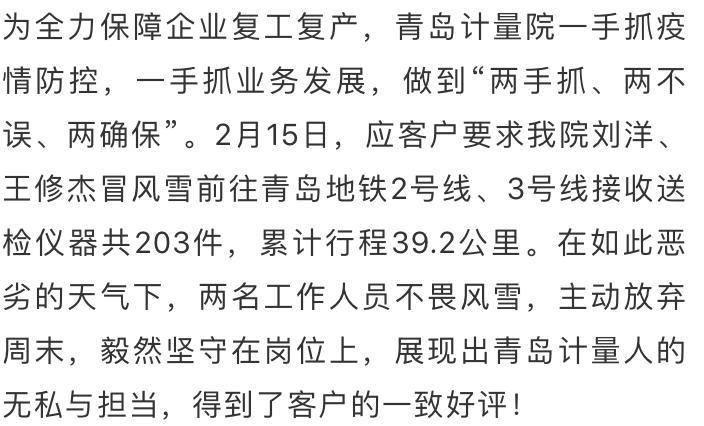 为全力保障企业复工复产，青岛计量院一手抓疫
情防控，一手抓业务发展，做到“两手抓、两不
误、两确保”。2月15日，应客户要求我院刘洋、
王修杰冒风雪前往青岛地铁2号线、3号线接收送
检仪器共203件，累计行程39.2公里。在如此恶
劣的天气下，两名工作人员不畏风雪，主动放弃
周末，毅然坚守在岗位上，展现出青岛计量人的
无私与担当，得到了客户的一致好评！